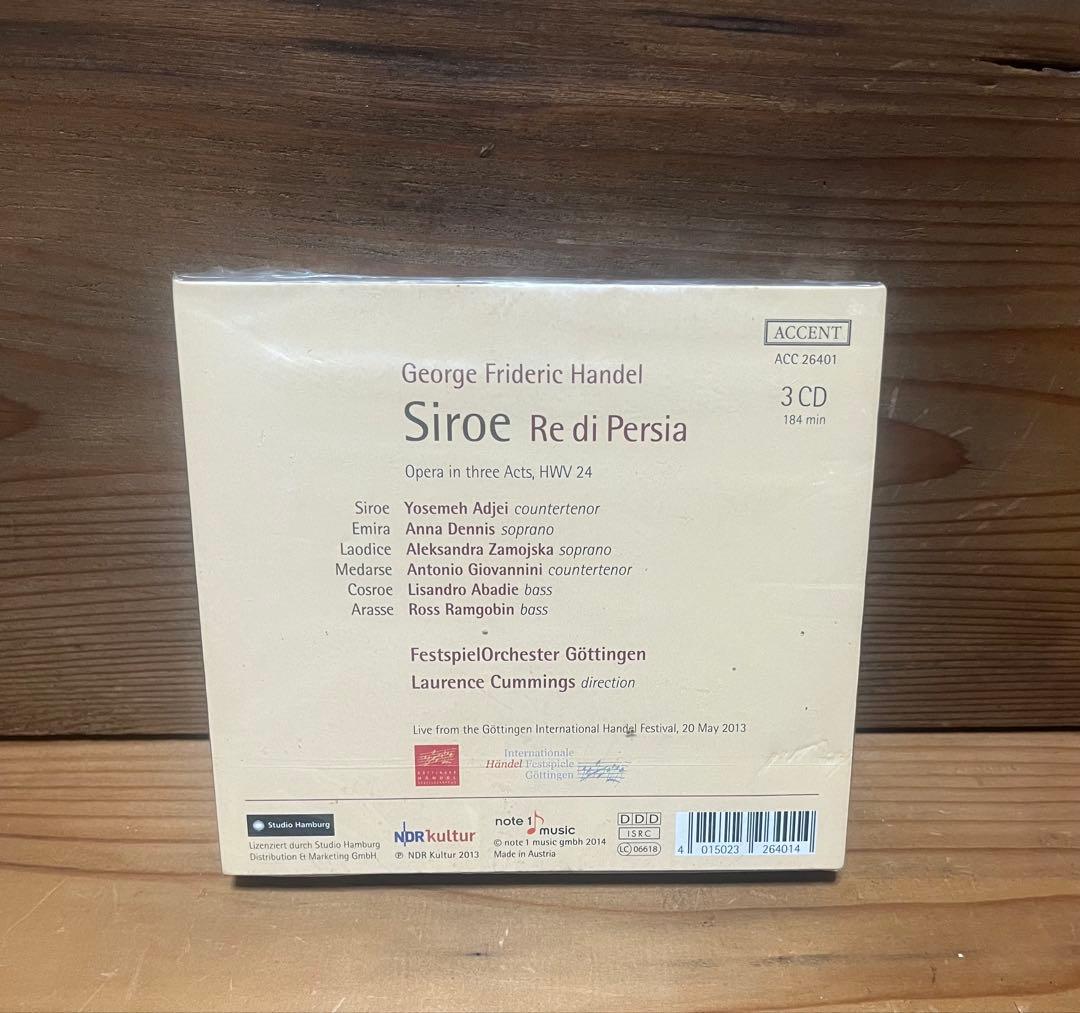 ACCENT
ACC 26401
3 CD
184 min
George Frideric Handel
Siroe Re di Persia
Opera in three Acts, HWV 24
Siroe Yosemeh Adjei countertenor
Emira Anna Dennis soprano
Laodice Aleksandra Zamojska soprano
Medarse Antonio Giovannini countertenor
Cosroe Lisandro Abadie bass
Arasse Ross Ramgobin bass
FestspielOrchester Göttingen
Laurence Cummings direction
Live from the Göttingen International Handel Festival, 20 May 2013
GÖTTINGER
HÄNDEL
Internationale
Händel Festspiele
Göttingen
Studio Hamburg
Lizenziert durch Studio Hamburg
Distribution & Marketing GmbH
NDR kultur
℗ NDR Kultur 2013
note 1 music
© note 1 music gmbh 2014
Made in Austria
DDD
ISRC
LC 06618
4 015023 264014